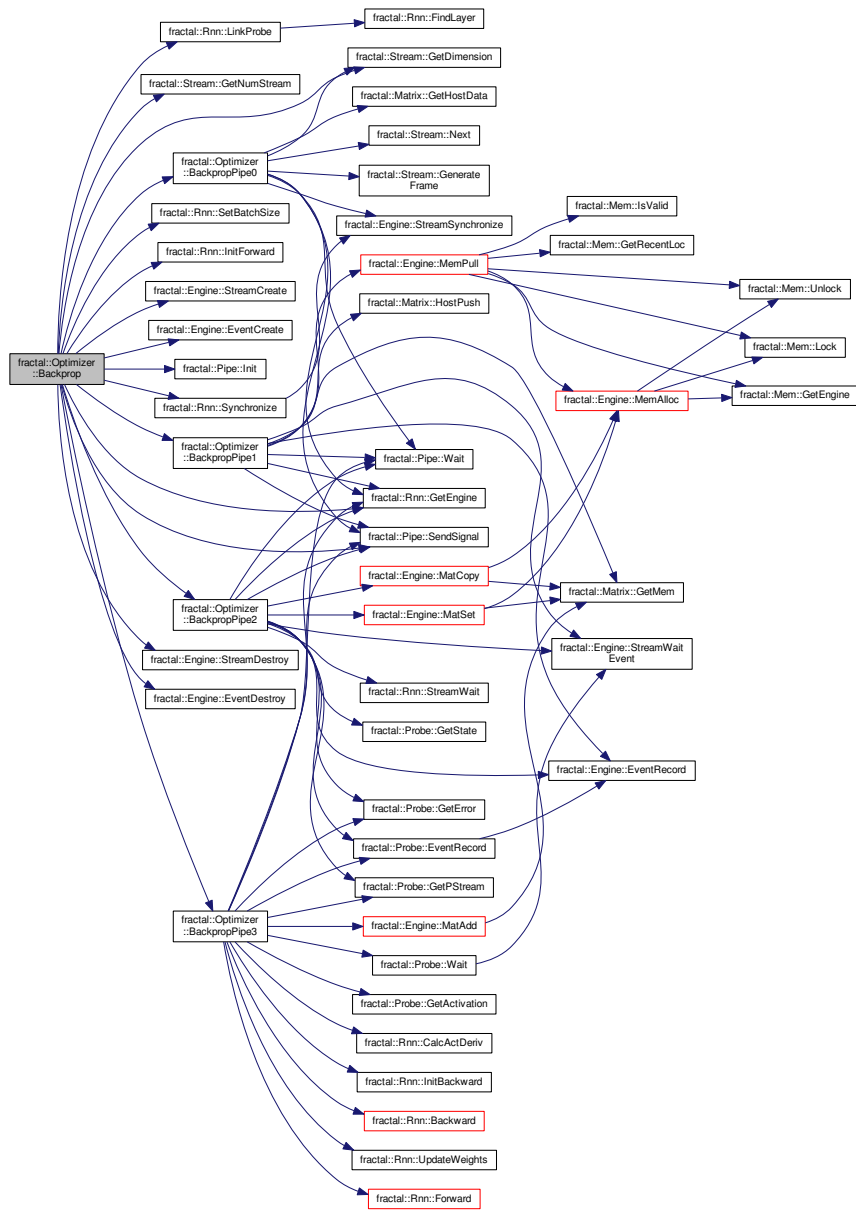 fractal::Rnn::FindLayer
fractal::Rnn::LinkProbe
fractal::Stream::GetDimension
fractal::Stream::GetNumStream
fractal::Matrix::GetHostData
fractal::Stream::Next
fractal::Optimizer
::BackpropPipe0
fractal::Stream::Generate
Frame
fractal::Mem::IsValid
fractal::Rnn::SetBatchSize
fractal::Engine::StreamSynchronize
fractal::Mem::GetRecentLoc
fractal::Rnn::InitForward
fractal::Engine::MemPull
fractal::Mem::Unlock
fractal::Engine::StreamCreate
fractal::Matrix::HostPush
fractal::Engine::EventCreate
fractal::Mem::Lock
fractal::Optimizer
::Backprop
fractal::Pipe::Init
fractal::Mem::GetEngine
fractal::Engine::MemAlloc
fractal::Rnn::Synchronize
fractal::Optimizer
::BackpropPipe1
fractal::Pipe::Wait
fractal::Rnn::GetEngine
fractal::Pipe::SendSignal
fractal::Engine::MatCopy
fractal::Matrix::GetMem
fractal::Optimizer
::BackpropPipe2
fractal::Engine::MatSet
fractal::Engine::StreamWait
Event
fractal::Engine::StreamDestroy
fractal::Rnn::StreamWait
fractal::Engine::EventDestroy
fractal::Probe::GetState
fractal::Engine::EventRecord
fractal::Probe::GetError
fractal::Probe::EventRecord
fractal::Probe::GetPStream
fractal::Optimizer
::BackpropPipe3
fractal::Engine::MatAdd
fractal::Probe::Wait
fractal::Probe::GetActivation
fractal::Rnn::CalcActDeriv
fractal::Rnn::InitBackward
fractal::Rnn::Backward
fractal::Rnn::UpdateWeights
fractal::Rnn::Forward